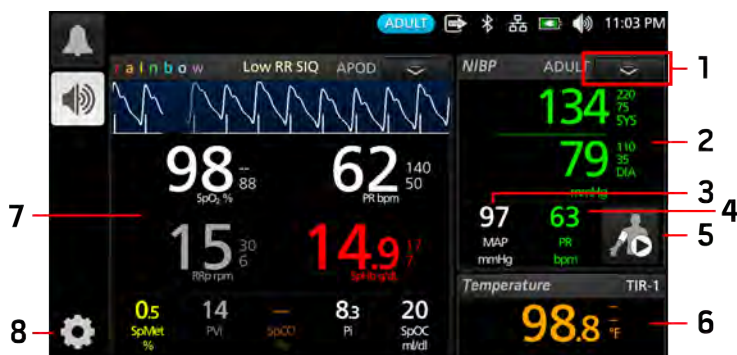 ADULT 11:03 PM
rainbow Low RR SIQ APOD
NIBP ADULT
1
134 220 75 SYS
2
79 110 35 DIA
mmHg
98 -- 88 SpO₂ %
62 140 50 PR bpm
3
97 MAP mmHg
4
63 PR bpm
5
7
15 30 6 RRp rpm
14.9 17 7 SpHb g/dL
Temperature TIR-1
98.8 -- °F
6
8
0.5 SpMet %
14 PVi
– SpCO %
8.3 Pi
20 SpOC ml/dl